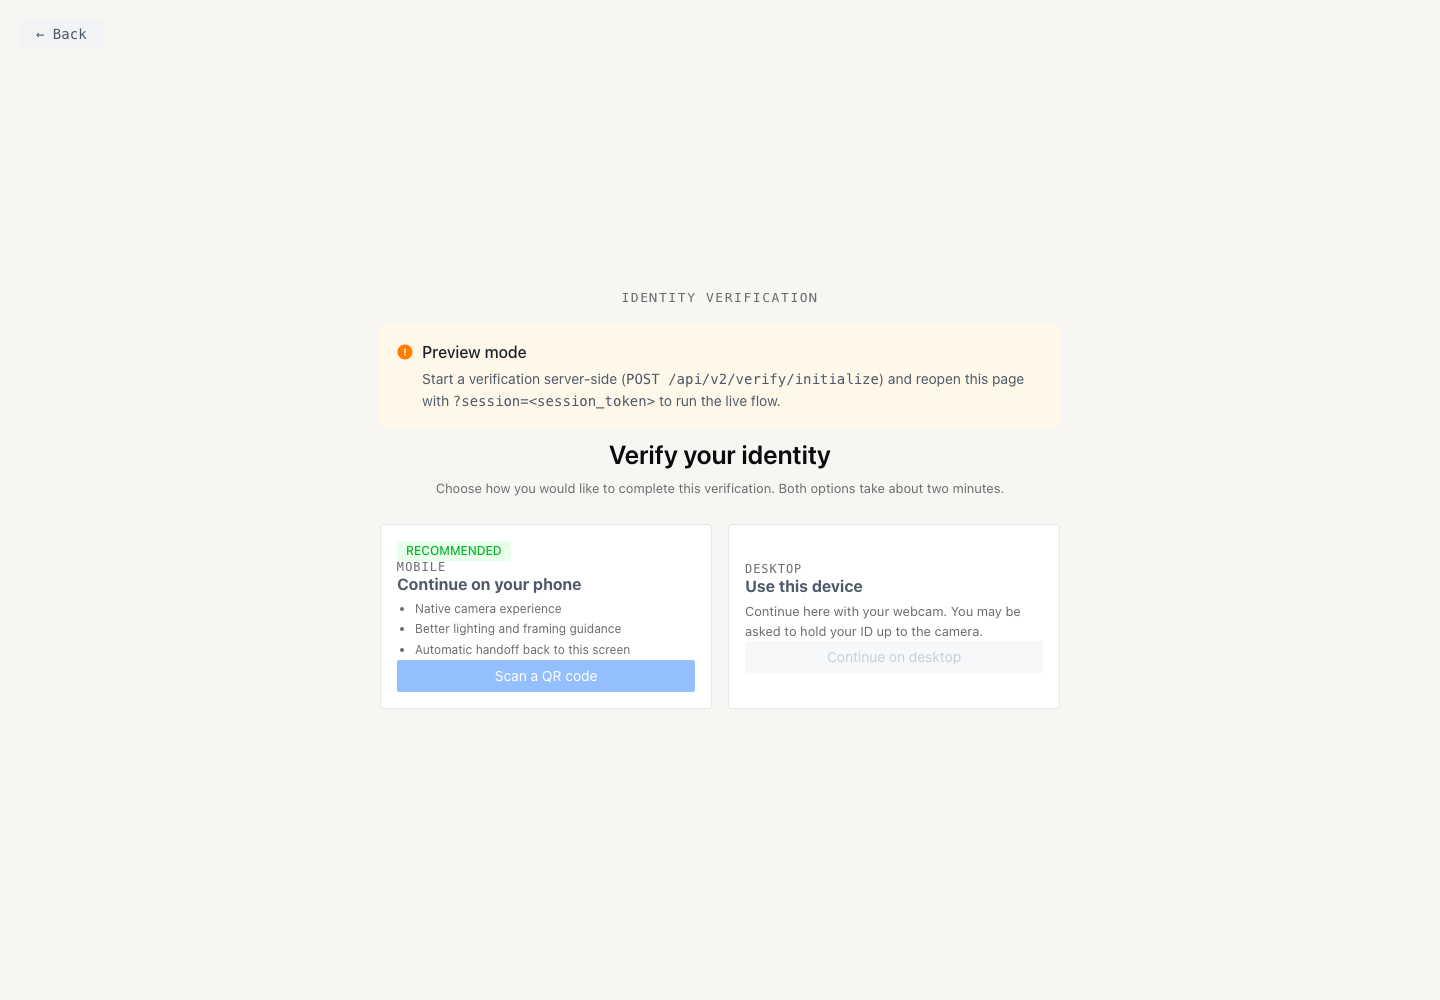 ← Back
IDENTITY VERIFICATION
Preview mode
Start a verification server-side (POST /api/v2/verify/initialize) and reopen this page
with ?session=<session_token> to run the live flow.
Verify your identity
Choose how you would like to complete this verification. Both options take about two minutes.
RECOMMENDED
MOBILE
Continue on your phone
• Native camera experience
• Better lighting and framing guidance
• Automatic handoff back to this screen
Scan a QR code
DESKTOP
Use this device
Continue here with your webcam. You may be
asked to hold your ID up to the camera.
Continue on desktop